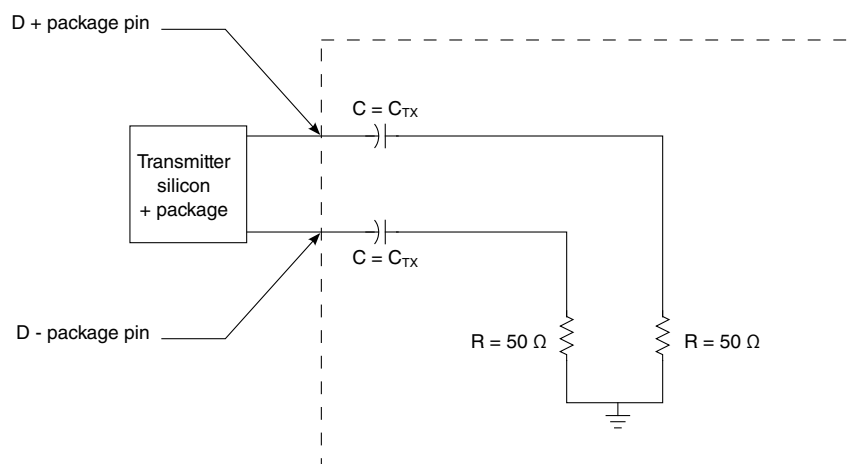 D + package pin
C = CTX
Transmitter
silicon
+ package
C = CTX
D - package pin
R = 50 Ω
R = 50 Ω